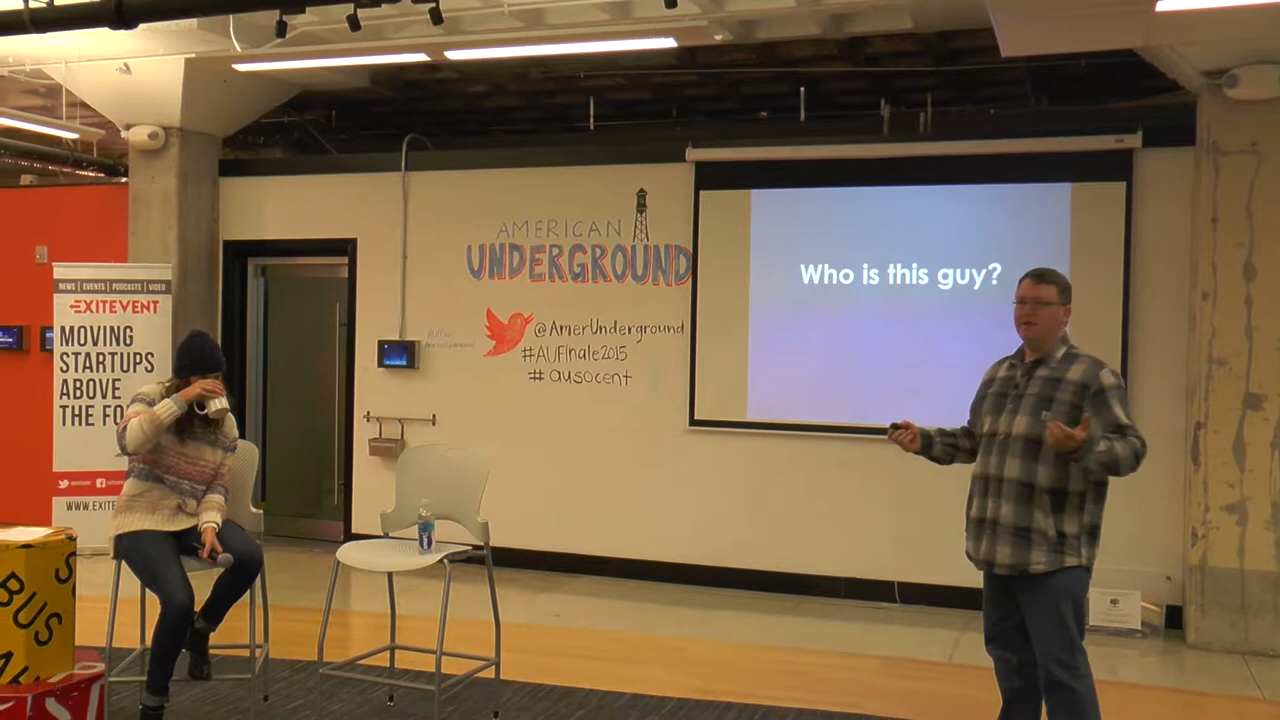 NEWS | EVENTS | PODCASTS | VIDEO
EXITEVENT
MOVING
STARTUPS
ABOVE
THE
WWW.EXITE
AMERICAN
UNDERGROUND
@AmerUnderground
#AUFInale2015
#ausocent
Who is this guy?
BUS